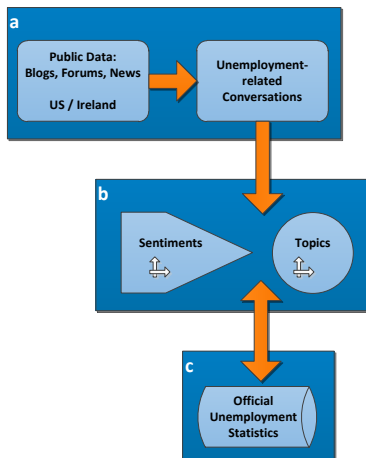 a
Public Data:
Blogs, Forums, News
US / Ireland
Unemployment-
related
Conversations
b
Sentiments
Topics
c
Official
Unemployment
Statistics